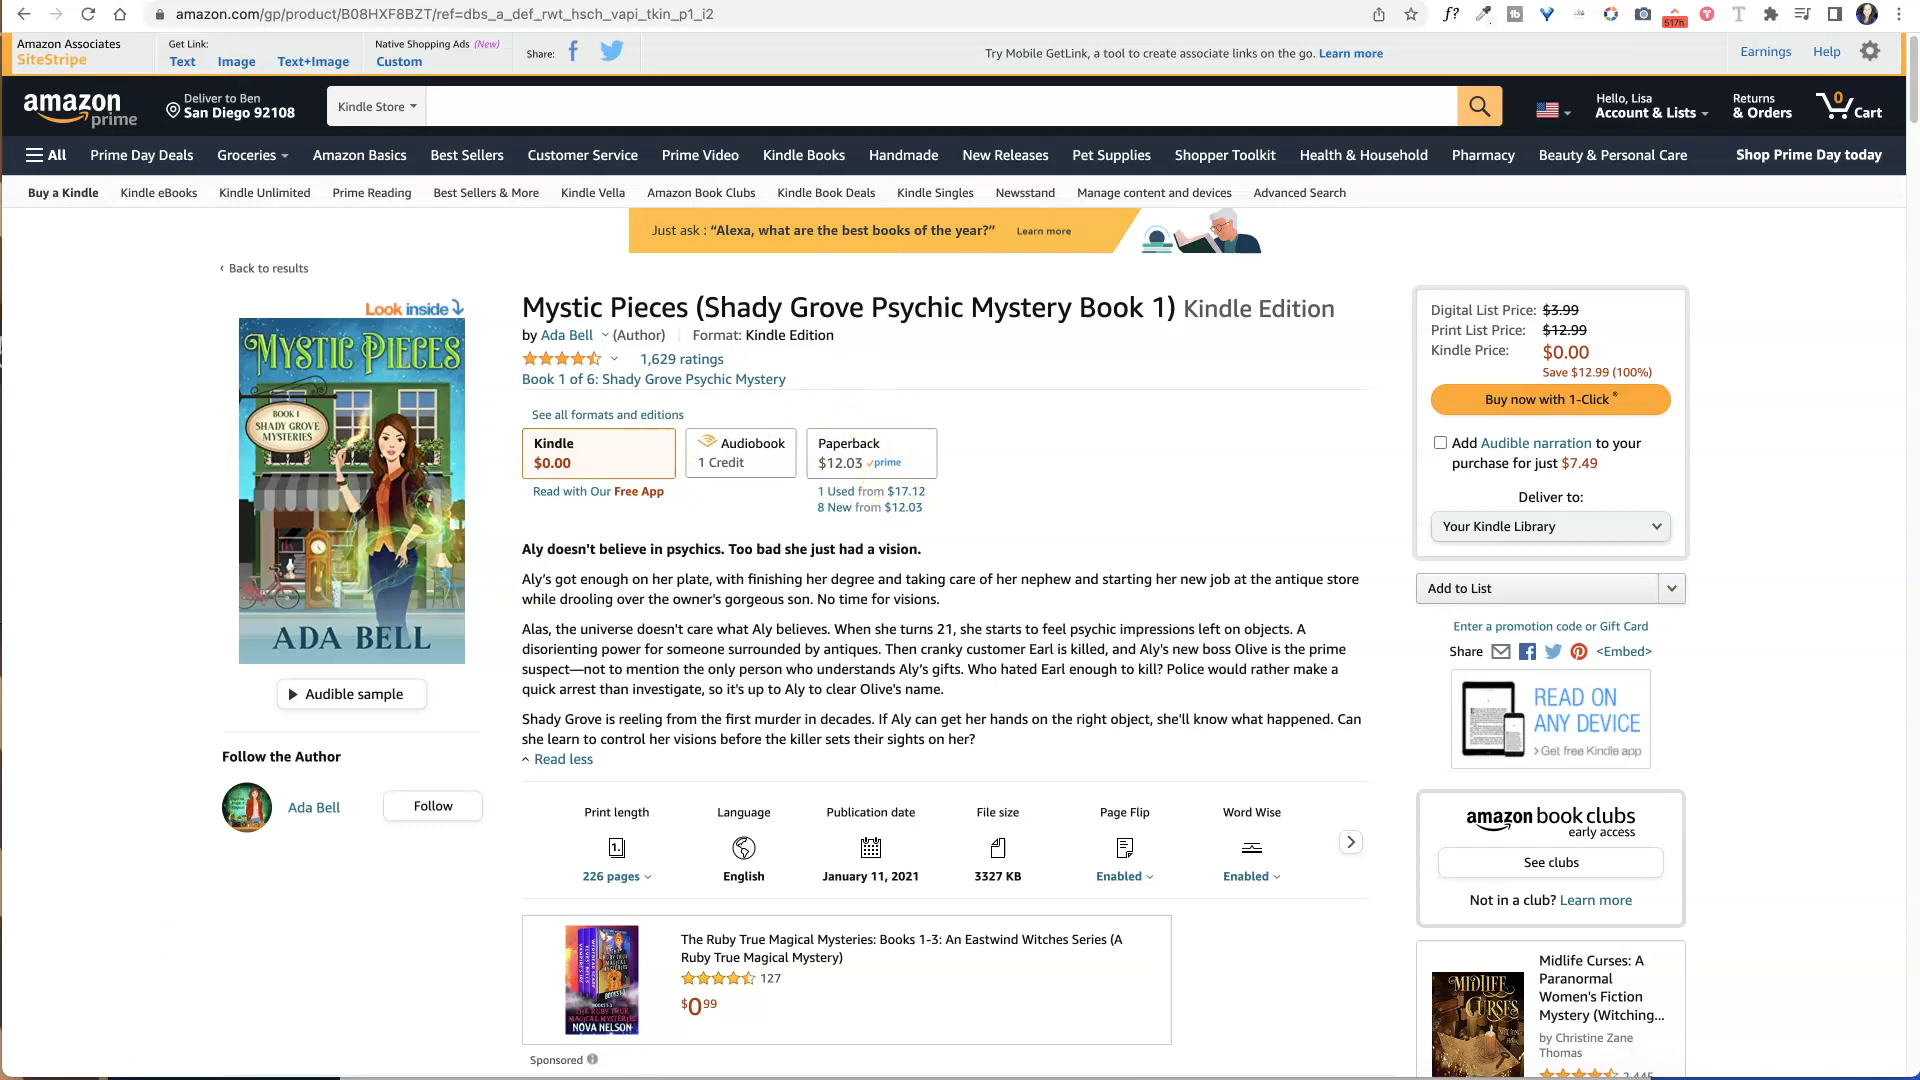 amazon.com/gp/product/B08HXF8BZT/ref=dbs_a_def_rwt_hsch_vapi_tkin_p1_i2
517h
Amazon Associates
SiteStripe
Get Link:
Text Image Text+Image
Native Shopping Ads (New)
Custom
Share:
Try Mobile GetLink, a tool to create associate links on the go. Learn more
Earnings Help
amazon prime
Deliver to Ben
San Diego 92108
Kindle Store
Hello, Lisa
Account & Lists
Returns
& Orders
0
Cart
All Prime Day Deals Groceries Amazon Basics Best Sellers Customer Service Prime Video Kindle Books Handmade New Releases Pet Supplies Shopper Toolkit Health & Household Pharmacy Beauty & Personal Care Shop Prime Day today
Buy a Kindle Kindle eBooks Kindle Unlimited Prime Reading Best Sellers & More Kindle Vella Amazon Book Clubs Kindle Book Deals Kindle Singles Newsstand Manage content and devices Advanced Search
Just ask : “Alexa, what are the best books of the year?” Learn more
‹ Back to results
Look inside
MYSTIC PIECES
BOOK 1
SHADY GROVE
MYSTERIES
ADA BELL
Audible sample
Follow the Author
Ada Bell
Follow
Mystic Pieces (Shady Grove Psychic Mystery Book 1) Kindle Edition
by Ada Bell (Author) Format: Kindle Edition
1,629 ratings
Book 1 of 6: Shady Grove Psychic Mystery
See all formats and editions
Kindle
$0.00
Read with Our Free App
Audiobook
1 Credit
Paperback
$12.03 prime
1 Used from $17.12
8 New from $12.03
Aly doesn't believe in psychics. Too bad she just had a vision.
Aly’s got enough on her plate, with finishing her degree and taking care of her nephew and starting her new job at the antique store
while drooling over the owner's gorgeous son. No time for visions.
Alas, the universe doesn't care what Aly believes. When she turns 21, she starts to feel psychic impressions left on objects. A
disorienting power for someone surrounded by antiques. Then cranky customer Earl is killed, and Aly's new boss Olive is the prime
suspect—not to mention the only person who understands Aly’s gifts. Who hated Earl enough to kill? Police would rather make a
quick arrest than investigate, so it's up to Aly to clear Olive's name.
Shady Grove is reeling from the first murder in decades. If Aly can get her hands on the right object, she'll know what happened. Can
she learn to control her visions before the killer sets their sights on her?
Read less
Print length Language Publication date File size Page Flip Word Wise
226 pages English January 11, 2021 3327 KB Enabled Enabled
The Ruby True Magical Mysteries: Books 1-3: An Eastwind Witches Series (A
Ruby True Magical Mystery)
127
$0 99
NOVA NELSON
Sponsored
Digital List Price: $3.99
Print List Price: $12.99
Kindle Price: $0.00
Save $12.99 (100%)
Buy now with 1-Click ®
Add Audible narration to your
purchase for just $7.49
Deliver to:
Your Kindle Library
Add to List
Enter a promotion code or Gift Card
Share <Embed>
READ ON
ANY DEVICE
› Get free Kindle app
amazon book clubs
early access
See clubs
Not in a club? Learn more
MIDLIFE
CURSES
Midlife Curses: A
Paranormal
Women's Fiction
Mystery (Witching...
by Christine Zane
Thomas